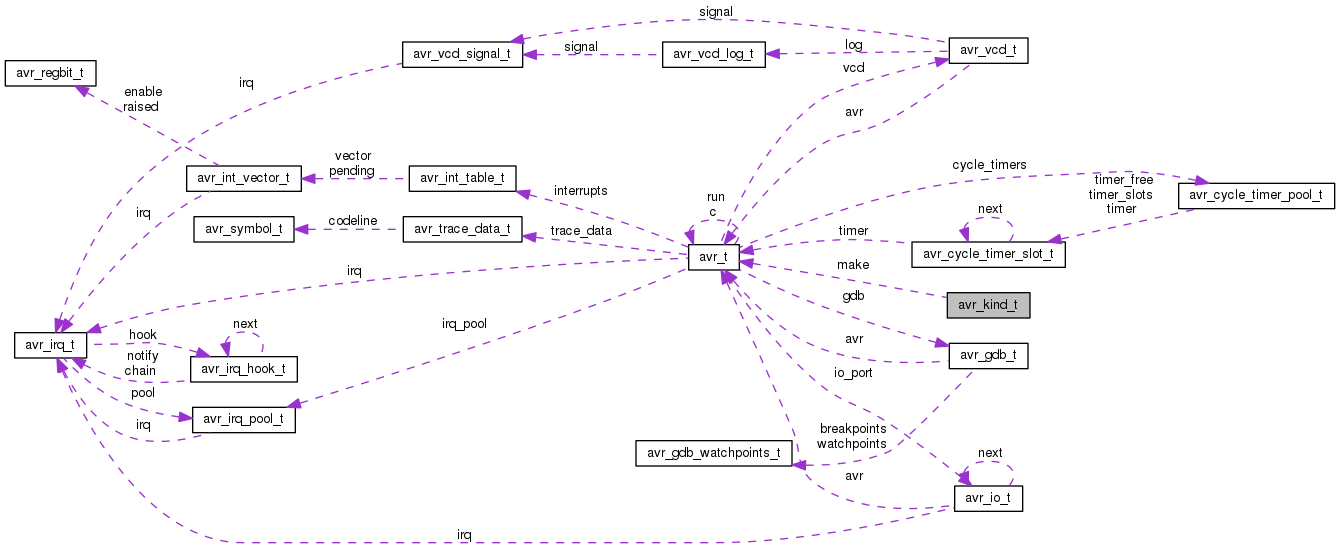 signal
avr_vcd_signal_t
signal
avr_vcd_log_t
log
avr_vcd_t
avr_regbit_t
irq
vcd
enable
raised
avr
avr_int_vector_t
vector
pending
avr_int_table_t
interrupts
run
c
cycle_timers
timer_free
timer_slots
timer
avr_cycle_timer_pool_t
irq
avr_symbol_t
codeline
avr_trace_data_t
trace_data
avr_t
timer
next
avr_cycle_timer_slot_t
irq
make
avr_kind_t
gdb
avr_irq_t
hook
next
irq_pool
notify
chain
avr_irq_hook_t
avr
avr_gdb_t
io_port
pool
avr_irq_pool_t
irq
breakpoints
watchpoints
avr_gdb_watchpoints_t
next
avr
avr_io_t
irq